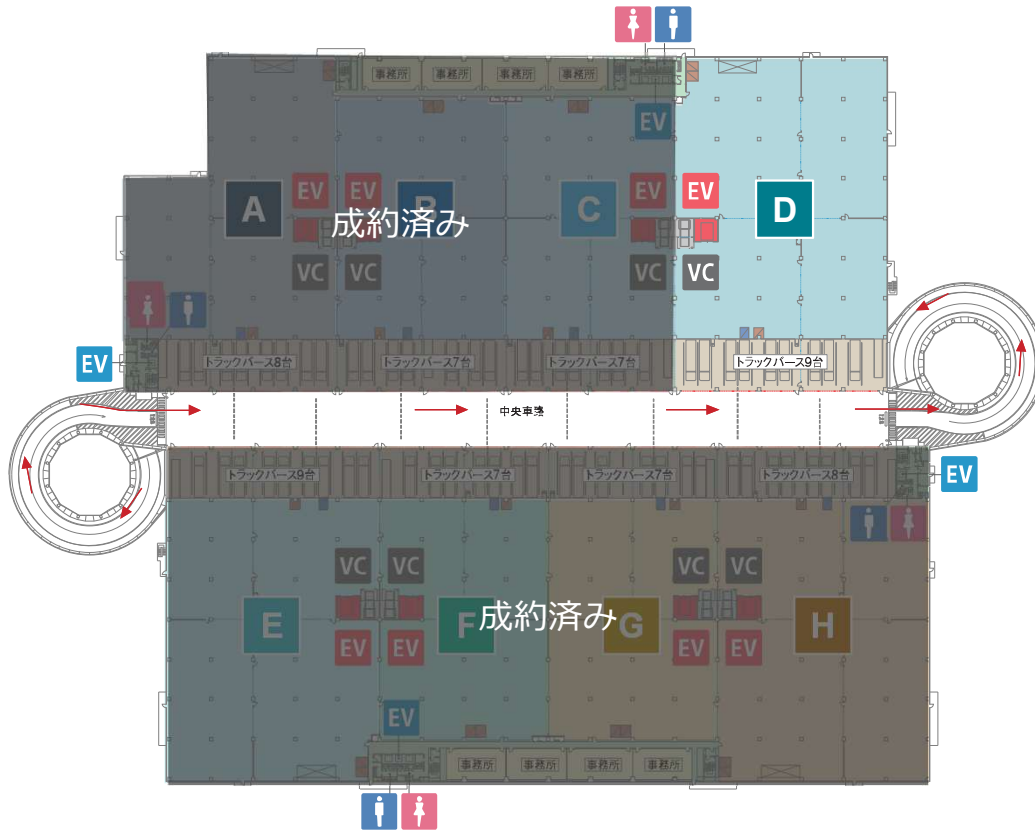 事務所 事務所 事務所 事務所
EV
EV EV EV EV
A B C D
成約済み
VC VC VC VC
EV
トラックバース8台 トラックバース7台 トラックバース7台 トラックバース9台
中央車路
トラックバース9台 トラックバース7台 トラックバース7台 トラックバース8台
EV
VC VC VC VC
E F G H
成約済み
EV EV EV EV
EV
事務所 事務所 事務所 事務所